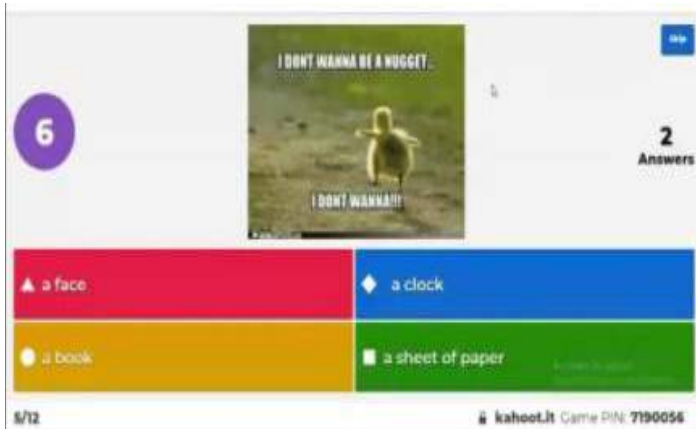 Skip
I DONT WANNA BE A NUGGET..
6
2
Answers
I DONT WANNA!!!
a face
a clock
a book
a sheet of paper
5/12
kahoot.it Game PIN: 7190056